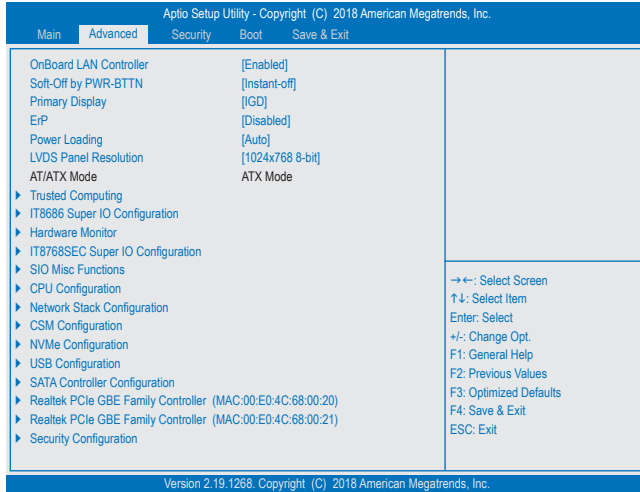 Aptio Setup Utility - Copyright (C) 2018 American Megatrends, Inc.
Main Advanced Security Boot Save & Exit
OnBoard LAN Controller [Enabled]
Soft-Off by PWR-BTTN [Instant-off]
Primary Display [IGD]
ErP [Disabled]
Power Loading [Auto]
LVDS Panel Resolution [1024x768 8-bit]
AT/ATX Mode ATX Mode
Trusted Computing
IT8686 Super IO Configuration
Hardware Monitor
IT8768SEC Super IO Configuration
SIO Misc Functions
CPU Configuration
Network Stack Configuration
CSM Configuration
NVMe Configuration
USB Configuration
SATA Controller Configuration
Realtek PCIe GBE Family Controller (MAC:00:E0:4C:68:00:20)
Realtek PCIe GBE Family Controller (MAC:00:E0:4C:68:00:21)
Security Configuration
→←: Select Screen
↑↓: Select Item
Enter: Select
+/-: Change Opt.
F1: General Help
F2: Previous Values
F3: Optimized Defaults
F4: Save & Exit
ESC: Exit
Version 2.19.1268. Copyright (C) 2018 American Megatrends, Inc.